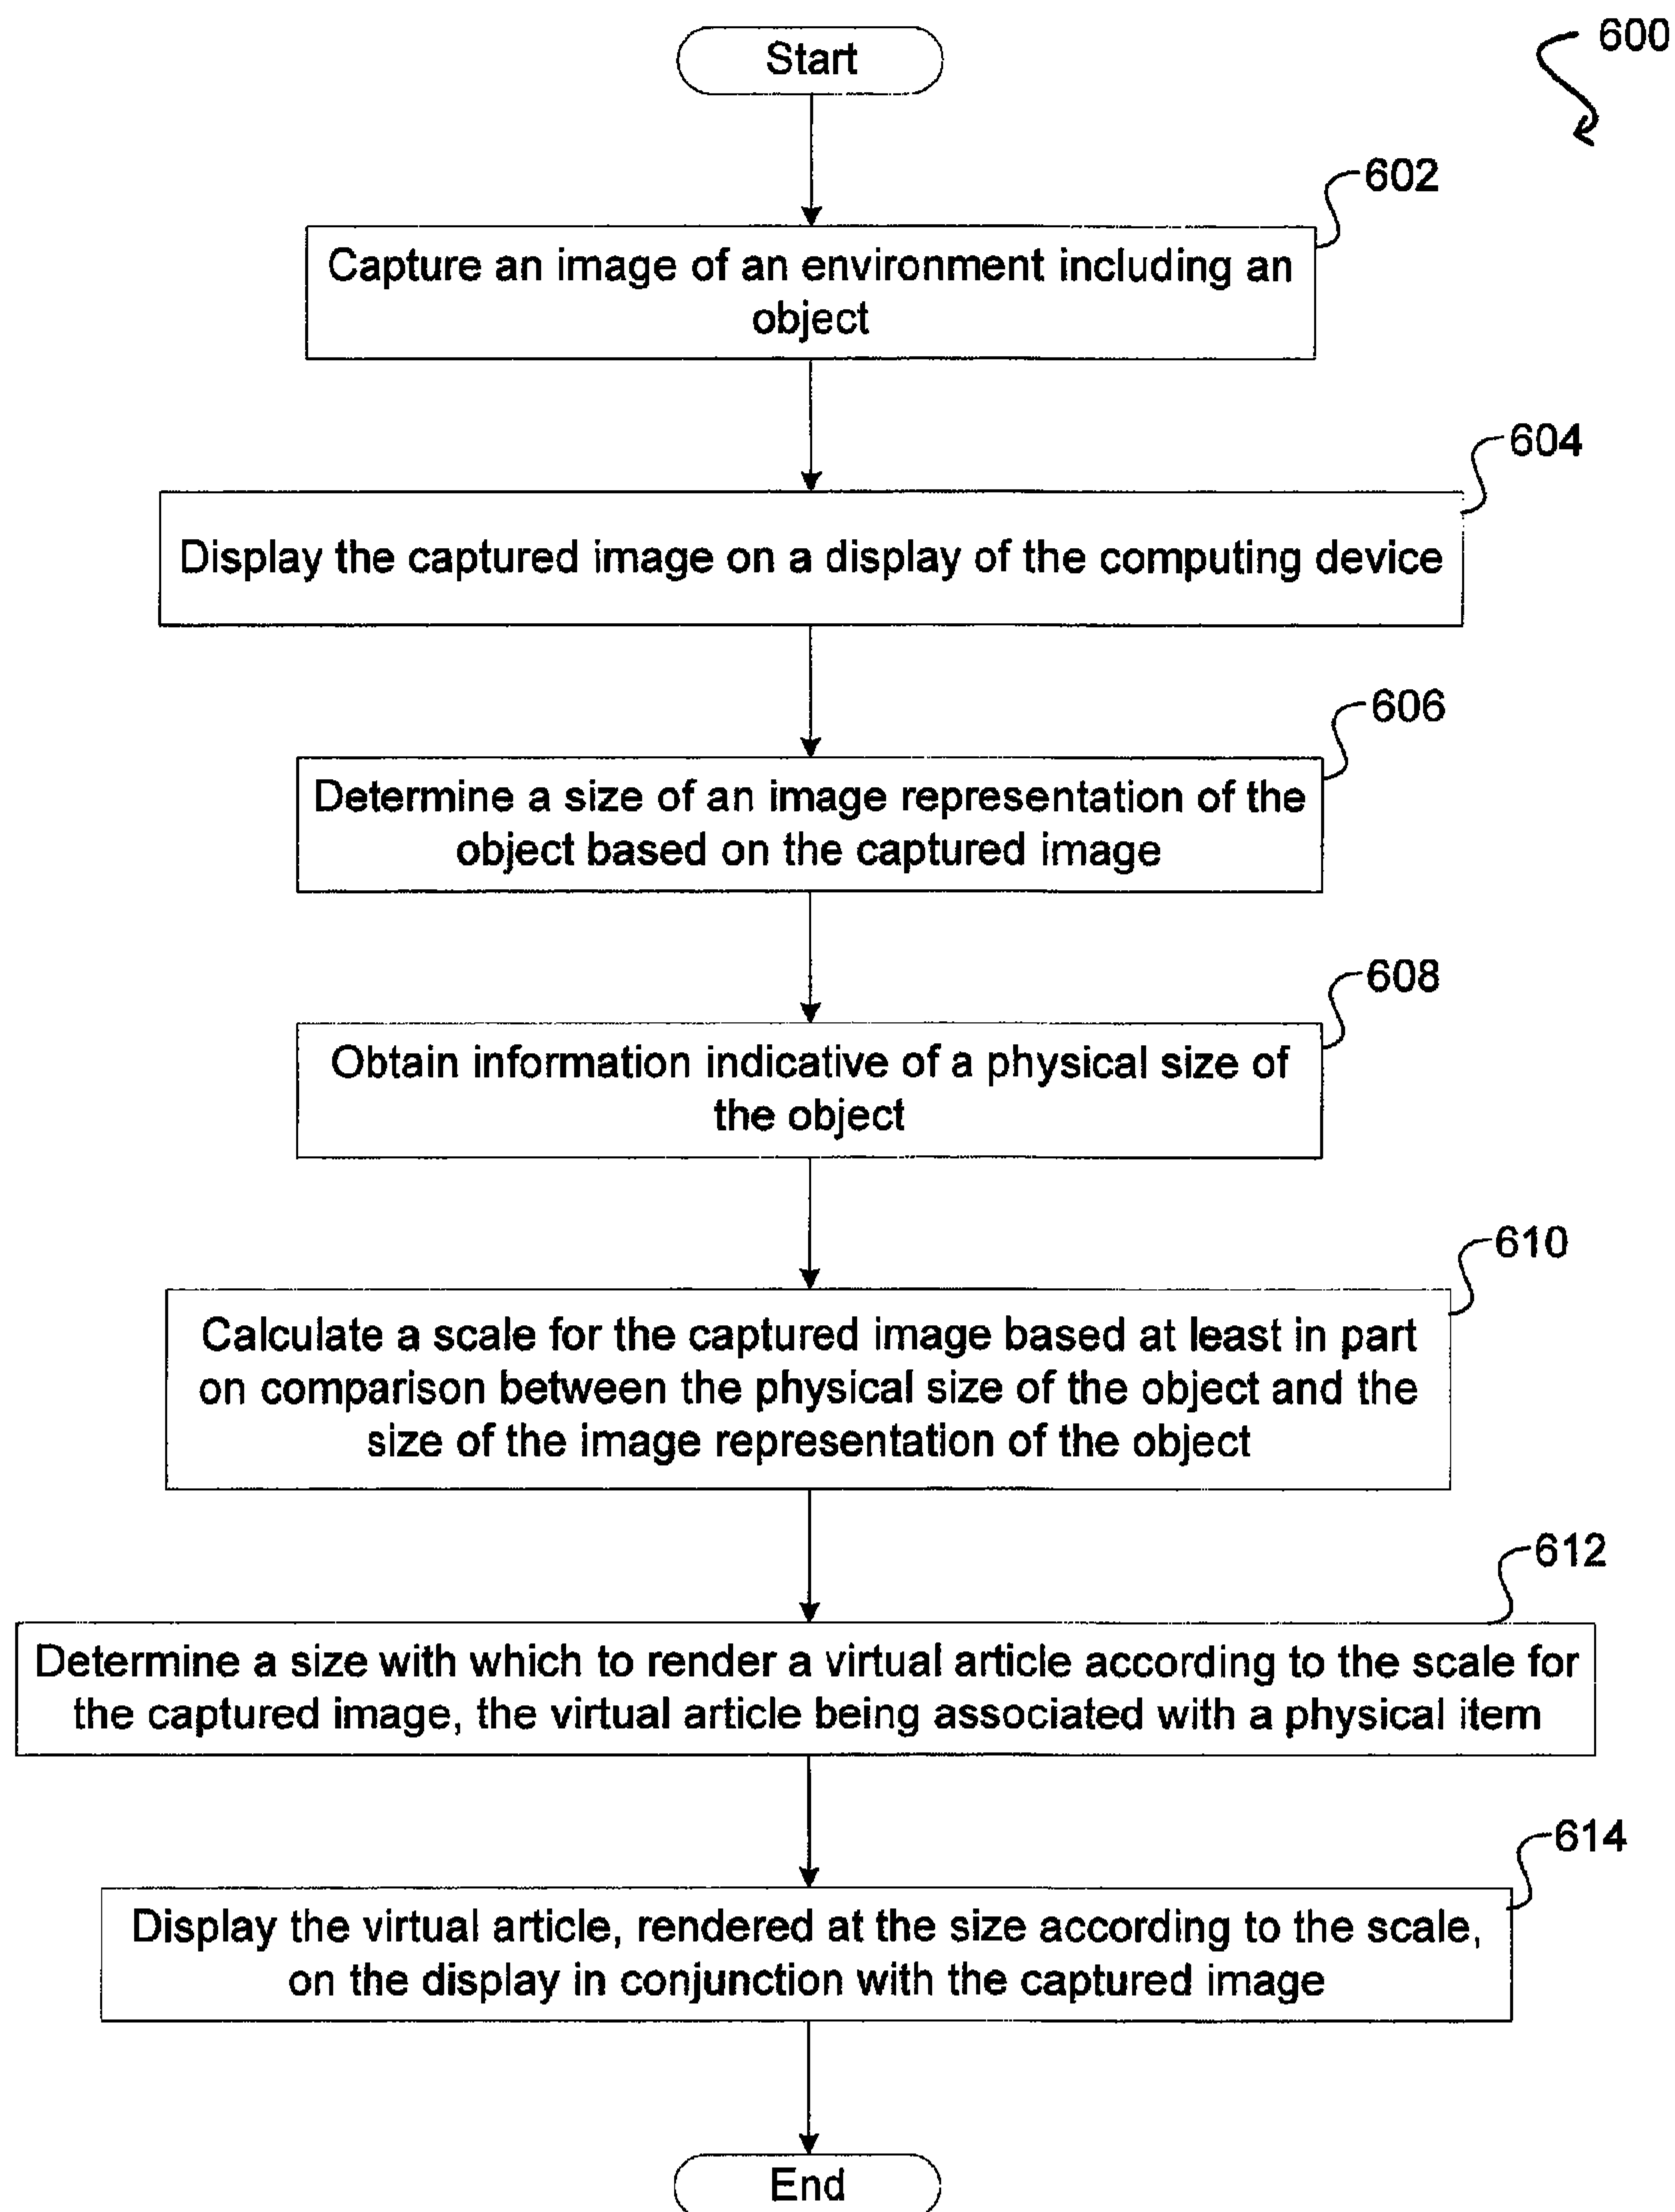 600
Start
602
Capture an image of an environment including an
object
604
Display the captured image on a display of the computing device
606
Determine a size of an image representation of the
object based on the captured image
608
Obtain information indicative of a physical size of
the object
610
Calculate a scale for the captured image based at least in part
on comparison between the physical size of the object and the
size of the image representation of the object
612
Determine a size with which to render a virtual article according to the scale for
the captured image, the virtual article being associated with a physical item
614
Display the virtual article, rendered at the size according to the scale,
on the display in conjunction with the captured image
End